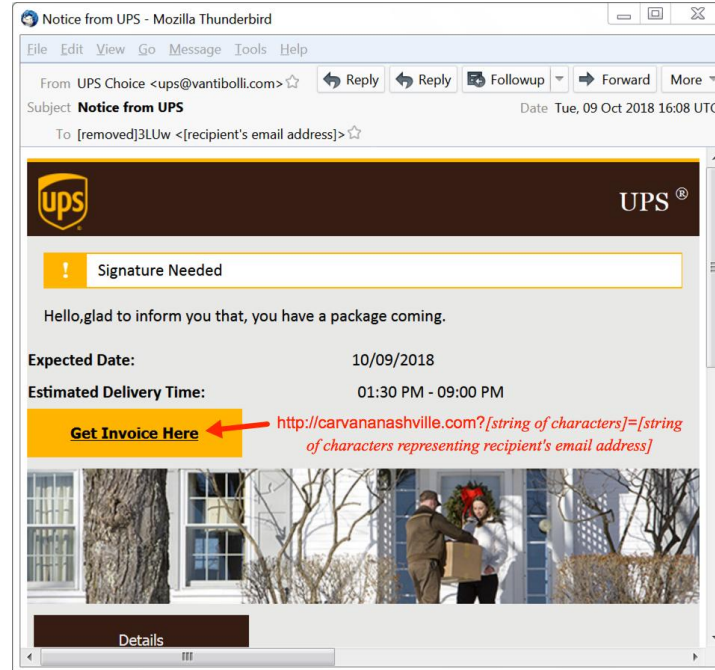 Notice from UPS - Mozilla Thunderbird
File Edit View Go Message Tools Help
From UPS Choice <ups@vantibolli.com> Reply Reply Followup Forward More
Subject Notice from UPS Date Tue, 09 Oct 2018 16:08 UTC
To [removed]3LUw <[recipient's email address]>
ups UPS ®
! Signature Needed
Hello,glad to inform you that, you have a package coming.
Expected Date: 10/09/2018
Estimated Delivery Time: 01:30 PM - 09:00 PM
Get Invoice Here http://carvananashville.com?[string of characters]=[string
of characters representing recipient's email address]
Details